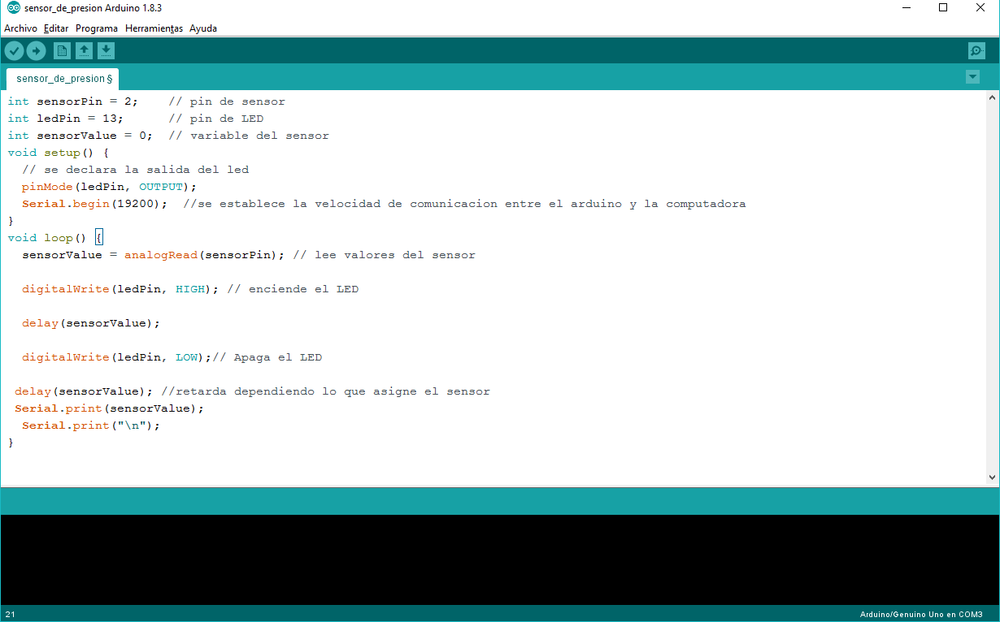 sensor_de_presion Arduino 1.8.3
Archivo Editar Programa Herramientas Ayuda
sensor_de_presion §
int sensorPin = 2;    // pin de sensor
int ledPin = 13;      // pin de LED
int sensorValue = 0;  // variable del sensor
void setup() {
  // se declara la salida del led
  pinMode(ledPin, OUTPUT);
  Serial.begin(19200);  //se establece la velocidad de comunicacion entre el arduino y la computadora
}
void loop() {
  sensorValue = analogRead(sensorPin); // lee valores del sensor
  digitalWrite(ledPin, HIGH); // enciende el LED
  delay(sensorValue);
  digitalWrite(ledPin, LOW);// Apaga el LED
 delay(sensorValue); //retarda dependiendo lo que asigne el sensor
 Serial.print(sensorValue);
  Serial.print("\n");
}
21
Arduino/Genuino Uno en COM3